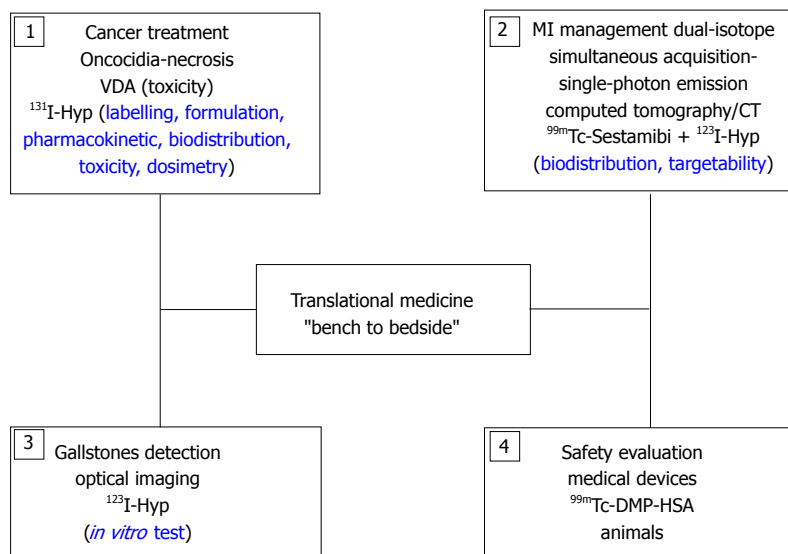 1
Cancer treatment
Oncocidia-necrosis
VDA (toxicity)
¹³¹I-Hyp (labelling, formulation,
pharmacokinetic, biodistribution,
toxicity, dosimetry)
2
MI management dual-isotope
simultaneous acquisition-
single-photon emission
computed tomography/CT
⁹⁹ᵐTc-Sestamibi + ¹²³I-Hyp
(biodistribution, targetability)
Translational medicine
"bench to bedside"
3
Gallstones detection
optical imaging
¹²³I-Hyp
(in vitro test)
4
Safety evaluation
medical devices
⁹⁹ᵐTc-DMP-HSA
animals